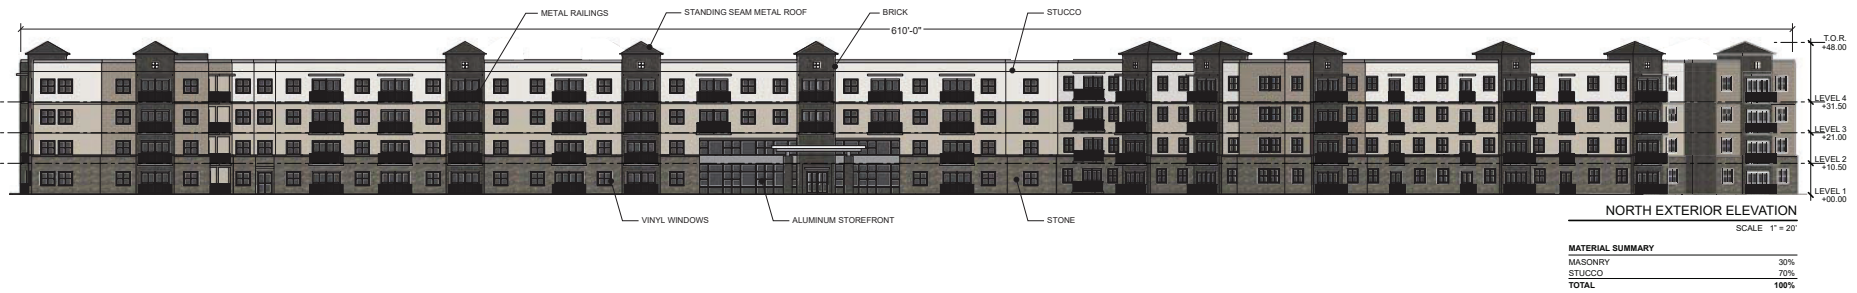 METAL RAILINGS
STANDING SEAM METAL ROOF
BRICK
STUCCO
610'-0"
T.O.R.
+48.00
LEVEL 4
+31.50
LEVEL 3
+21.00
LEVEL 2
+10.50
LEVEL 1
+00.00
VINYL WINDOWS
ALUMINUM STOREFRONT
STONE
NORTH EXTERIOR ELEVATION
SCALE 1" = 20'
MATERIAL SUMMARY
MASONRY 30%
STUCCO 70%
TOTAL 100%